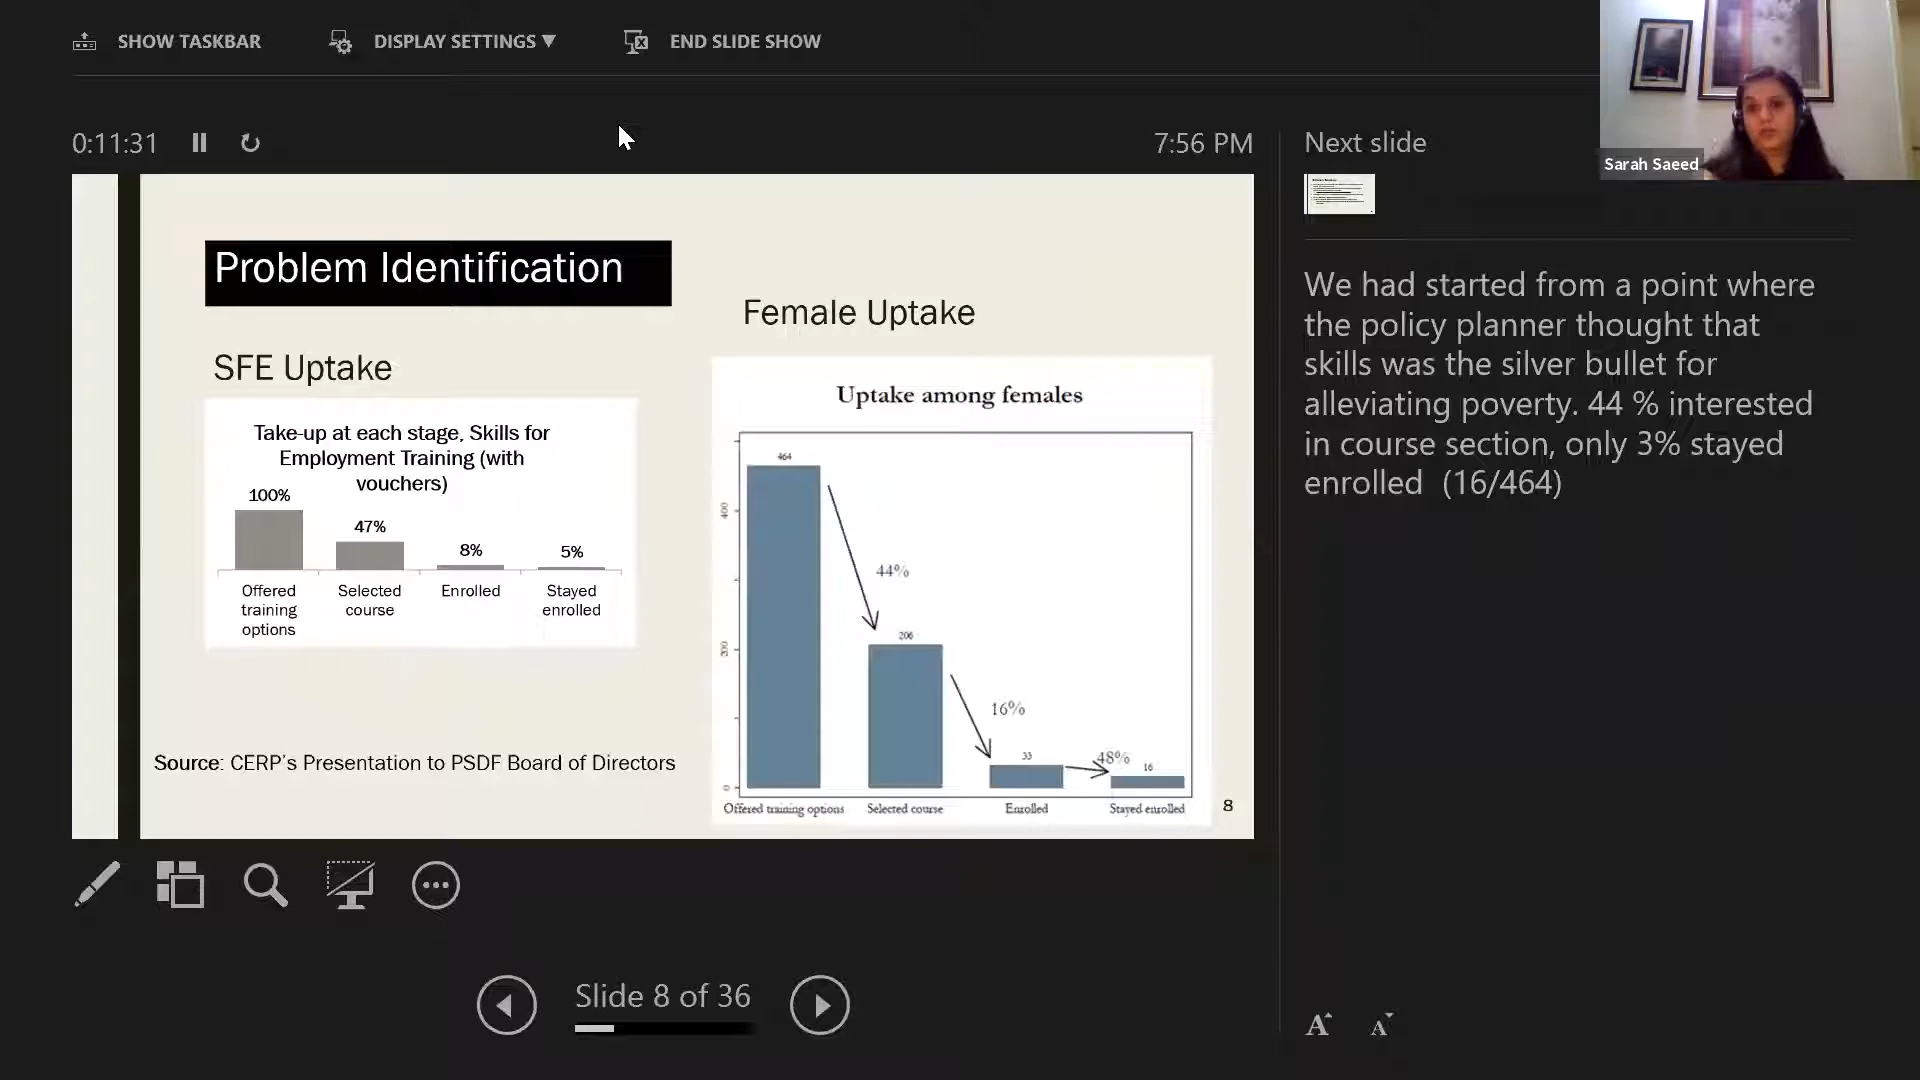 SHOW TASKBAR
DISPLAY SETTINGS ▼
END SLIDE SHOW
Sarah Saeed
0:11:31
7:56 PM
Next slide
Problem Identification
SFE Uptake
Take-up at each stage, Skills for
Employment Training (with
vouchers)
100%
47%
8%
5%
Offered
training
options
Selected
course
Enrolled
Stayed
enrolled
Source: CERP's Presentation to PSDF Board of Directors
Female Uptake
Uptake among females
464
400
44%
206
200
16%
33
48%
16
0
Offered training options
Selected course
Enrolled
Stayed enrolled
8
We had started from a point where
the policy planner thought that
skills was the silver bullet for
alleviating poverty. 44 % interested
in course section, only 3% stayed
enrolled (16/464)
Slide 8 of 36
A
A